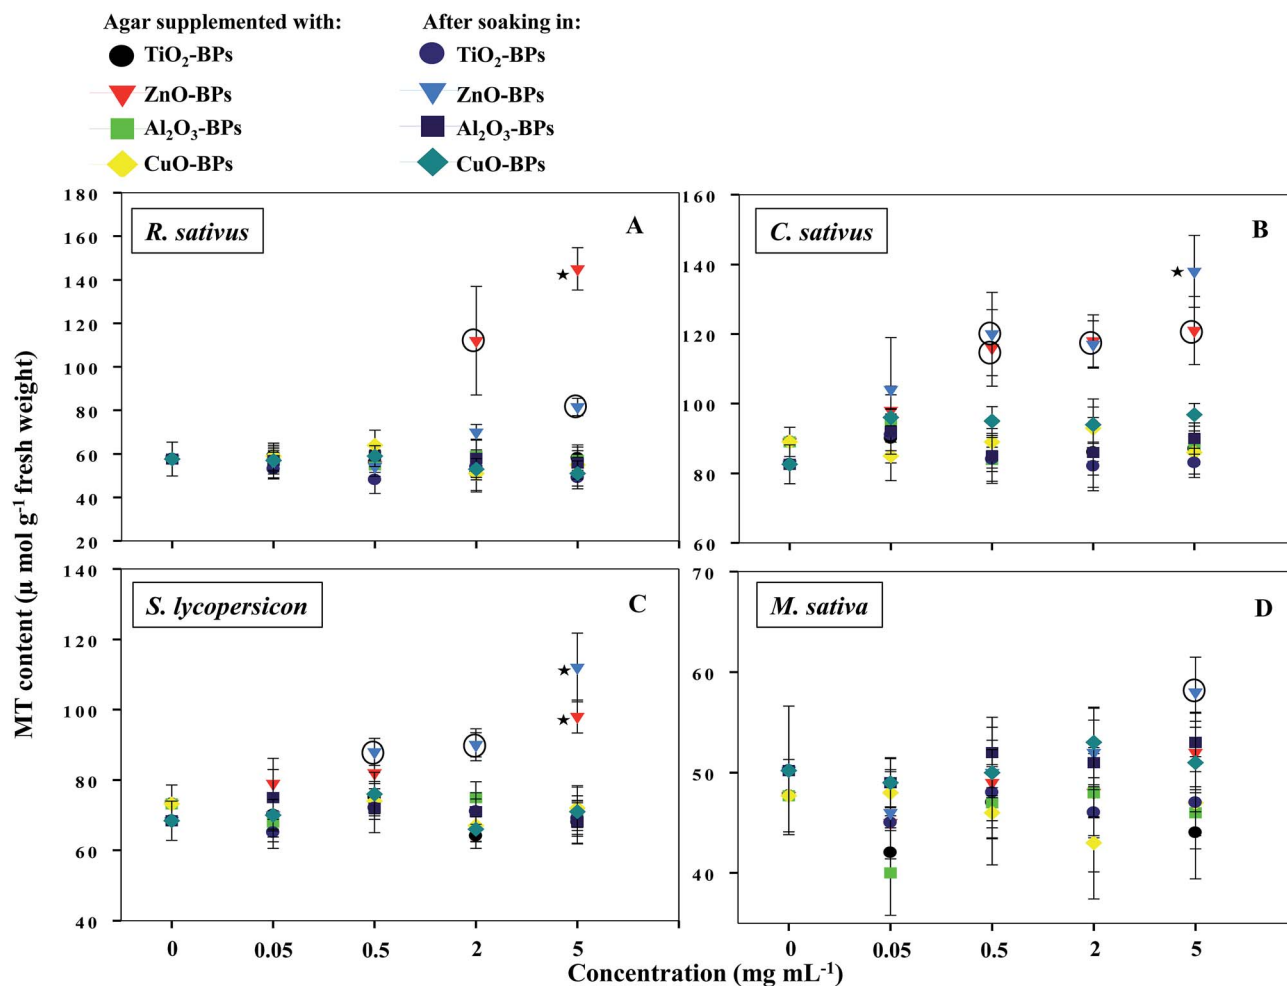 Agar supplemented with: After soaking in:
TiO₂-BPs TiO₂-BPs
ZnO-BPs ZnO-BPs
Al₂O₃-BPs Al₂O₃-BPs
CuO-BPs CuO-BPs
MT content (µ mol g⁻¹ fresh weight)
R. sativus A
180
160
140
120
100
80
60
40
20
C. sativus B
160
140
120
100
80
60
S. lycopersicon C
140
120
100
80
60
40
0 0.05 0.5 2 5
M. sativa D
70
60
50
40
0 0.05 0.5 2 5
Concentration (mg mL⁻¹)